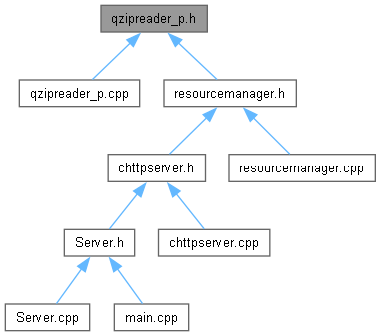 qzipreader_p.h
qzipreader_p.cpp
resourcemanager.h
chttpserver.h
resourcemanager.cpp
Server.h
chttpserver.cpp
Server.cpp
main.cpp